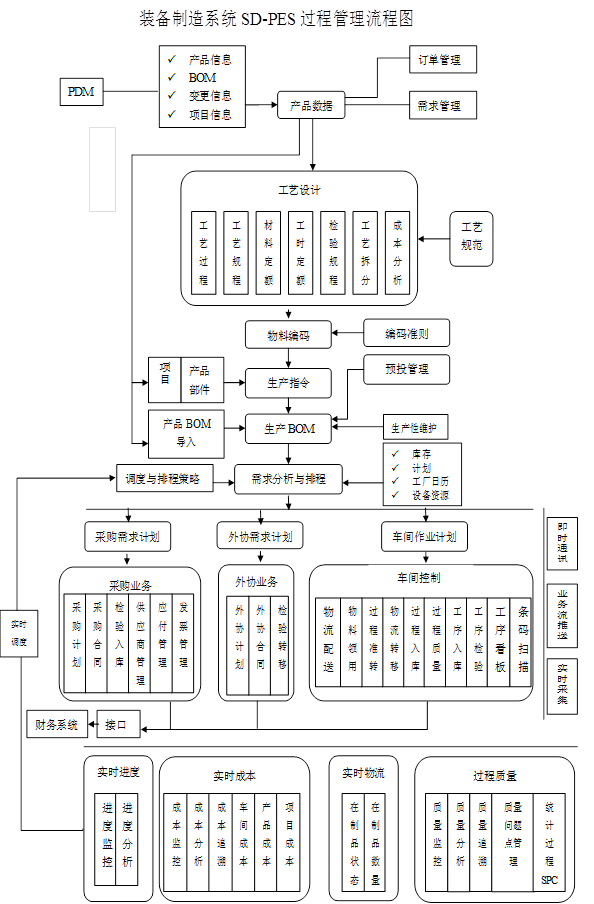 装备制造系统 SD-PES 过程管理流程图
PDM
✓ 产品信息
✓ BOM
✓ 变更信息
✓ 项目信息
产品数据
订单管理
需求管理
工艺设计
工艺过程
工艺规程
材料定额
工时定额
检验规程
工艺拆分
成本分析
工艺
规范
物料编码
编码准则
项目
产品
部件
生产指令
预投管理
产品 BOM
导入
生产 BOM
生产性维护
调度与排程策略
需求分析与排程
✓ 库存
✓ 计划
✓ 工厂日历
✓ 设备资源
采购需求计划
外协需求计划
车间作业计划
即时通讯
采购业务
采购计划
采购合同
检验入库
供应商管理
应付管理
发票管理
外协业务
外协计划
外协合同
检验转移
车间控制
物流配送
物料领用
过程准转
物流转移
过程入库
过程质量
工序入库
工序检验
工序看板
条码扫描
业务流推送
实时采集
实时
调度
财务系统
接口
实时进度
进度监控
进度分析
实时成本
成本监控
成本分析
成本追溯
车间成本
产品成本
项目成本
实时物流
在制品状态
在制品数量
过程质量
质量监控
质量分析
质量追溯
质量
问题
点管
理
统计过程
SPC